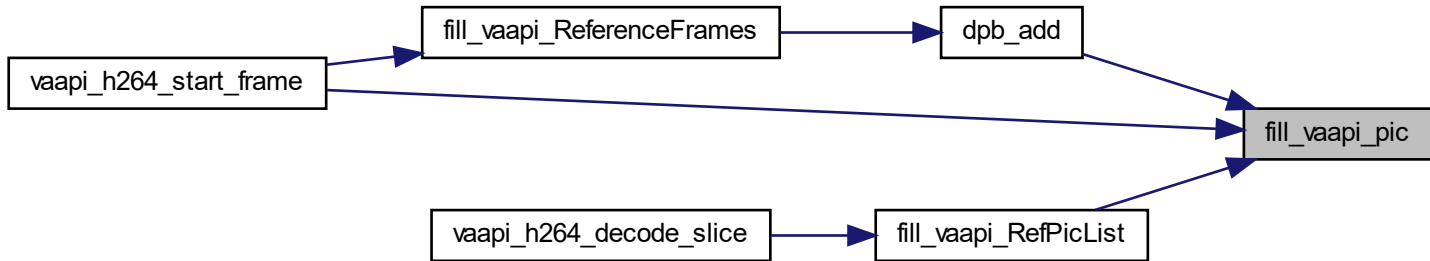 fill_vaapi_ReferenceFrames
dpb_add
vaapi_h264_start_frame
fill_vaapi_pic
vaapi_h264_decode_slice
fill_vaapi_RefPicList